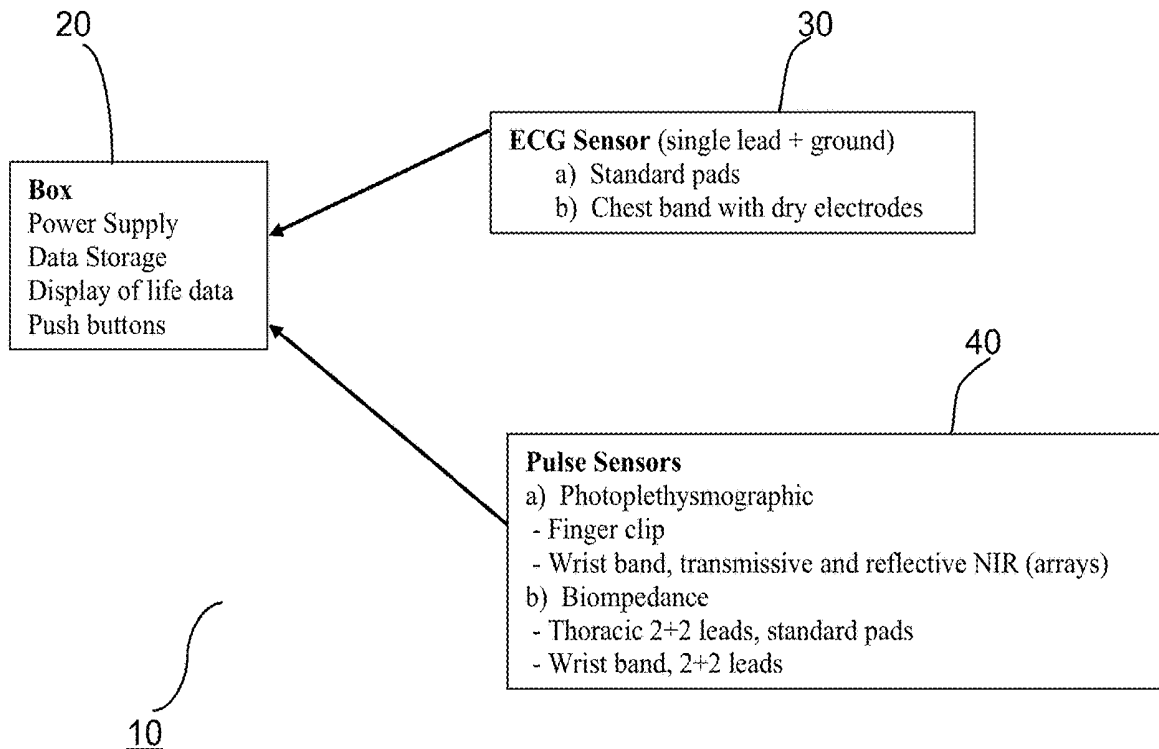 20
30
ECG Sensor (single lead + ground)
a) Standard pads
b) Chest band with dry electrodes
Box
Power Supply
Data Storage
Display of life data
Push buttons
40
Pulse Sensors
a) Photoplethysmographic
- Finger clip
- Wrist band, transmissive and reflective NIR (arrays)
b) Biompedance
- Thoracic 2+2 leads, standard pads
- Wrist band, 2+2 leads
10